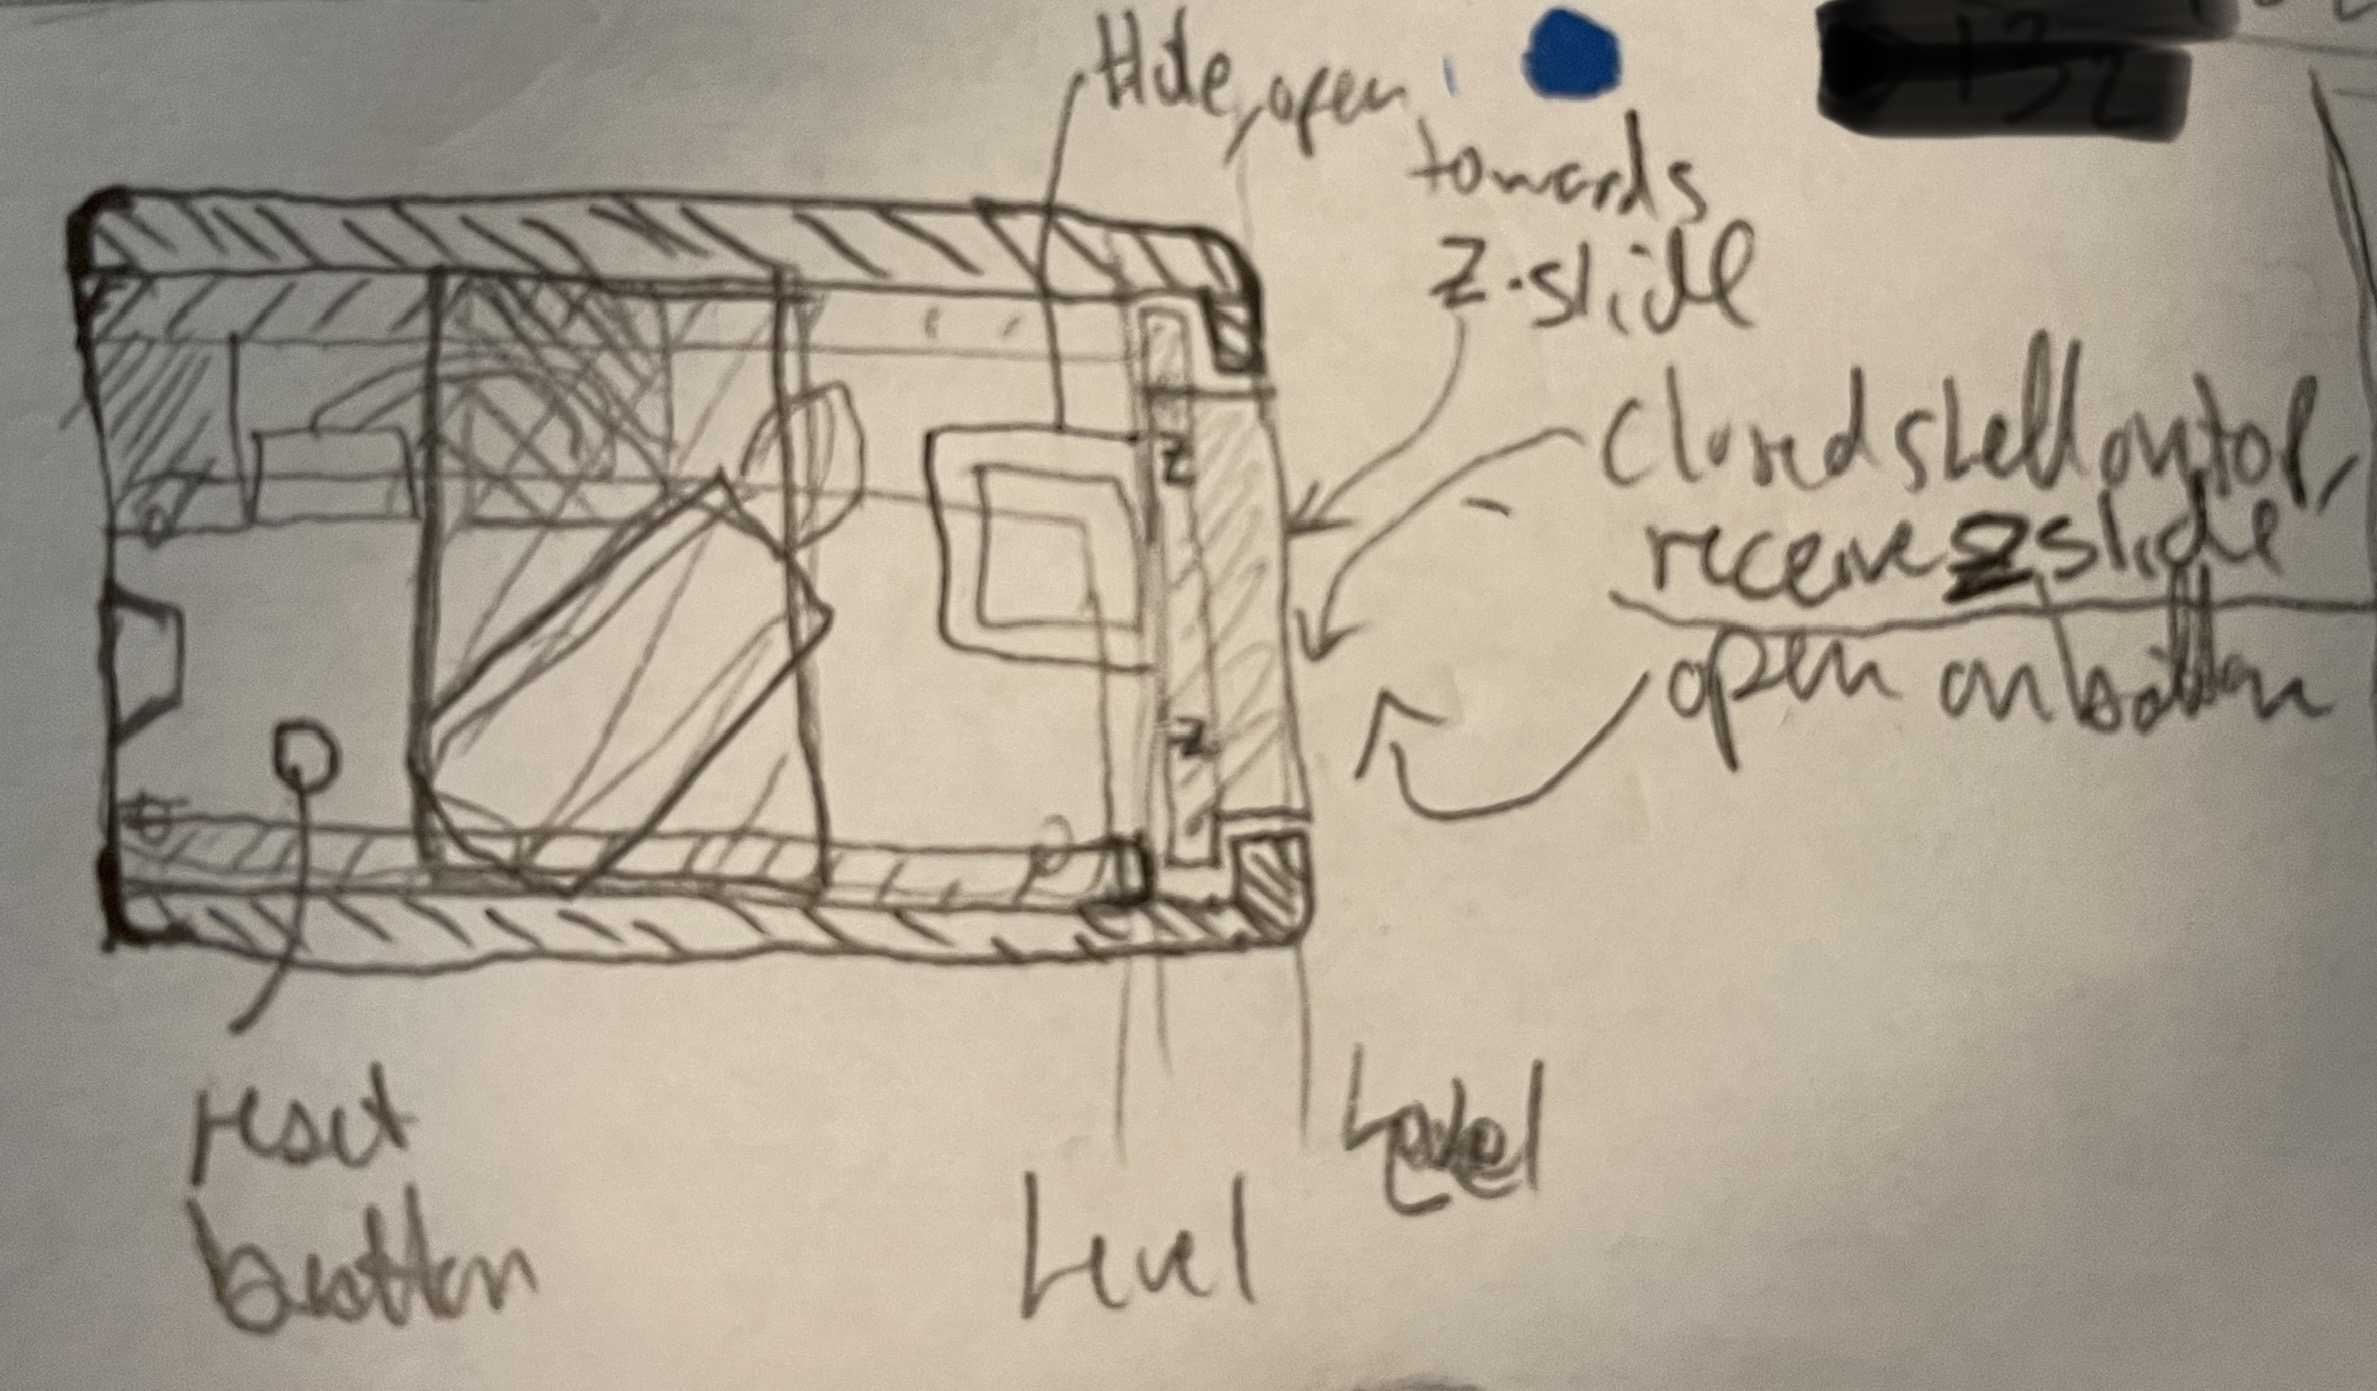 Hole, open
towards
Z-slide
Closed shell on top,
receive Z slide
open on bottom
Z
Z
reset
button
Level
Label